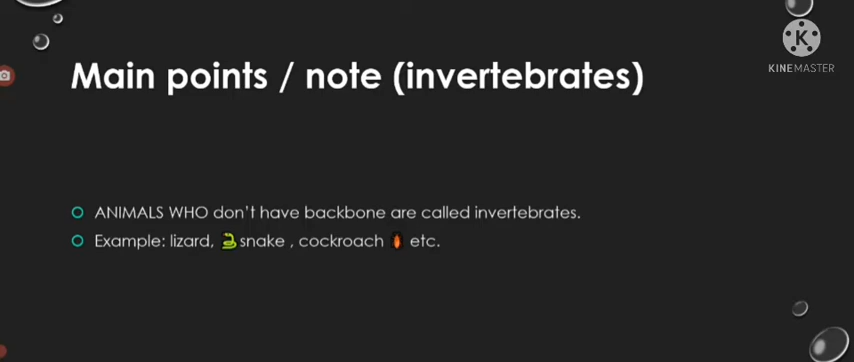 KINEMASTER
Main points / note (invertebrates)
ANIMALS WHO don't have backbone are called invertebrates.
Example: lizard, 🐍snake , cockroach etc.